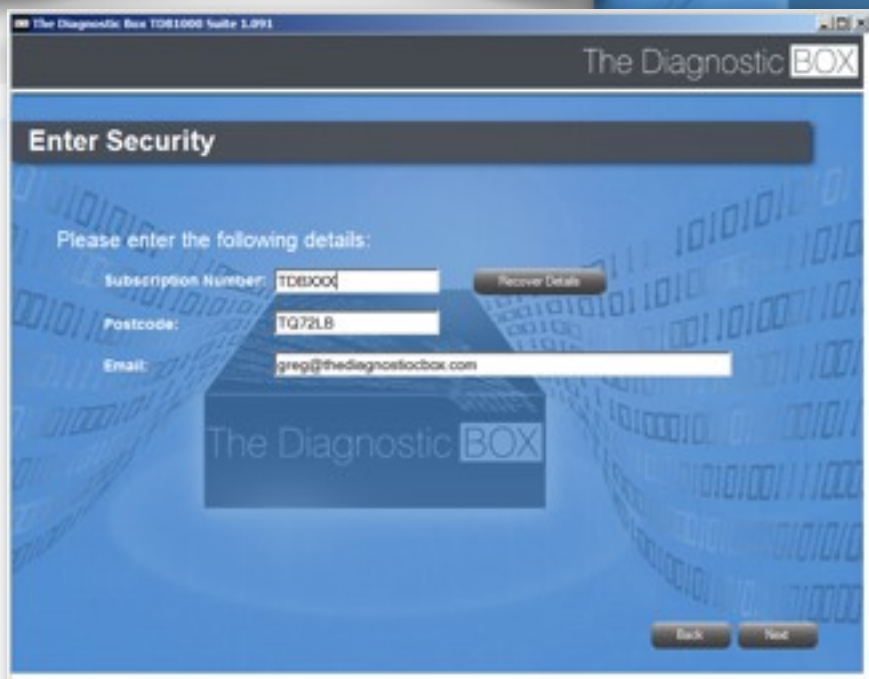 The Diagnostic Box TDB1000 Suite 1.091
The Diagnostic BOX
Enter Security
Please enter the following details:
Subscription Number: TDBXXX Recover Details
Postcode: TQ72LB
Email: greg@thediagnosticbox.com
The Diagnostic BOX
Back Next